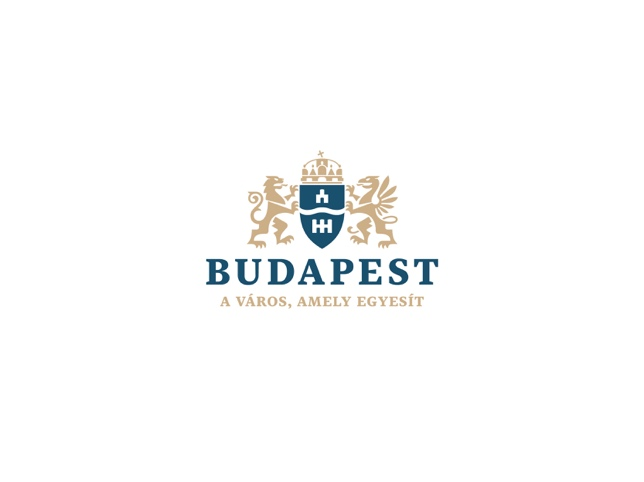 BUDAPEST
A VÁROS, AMELY EGYESÍT